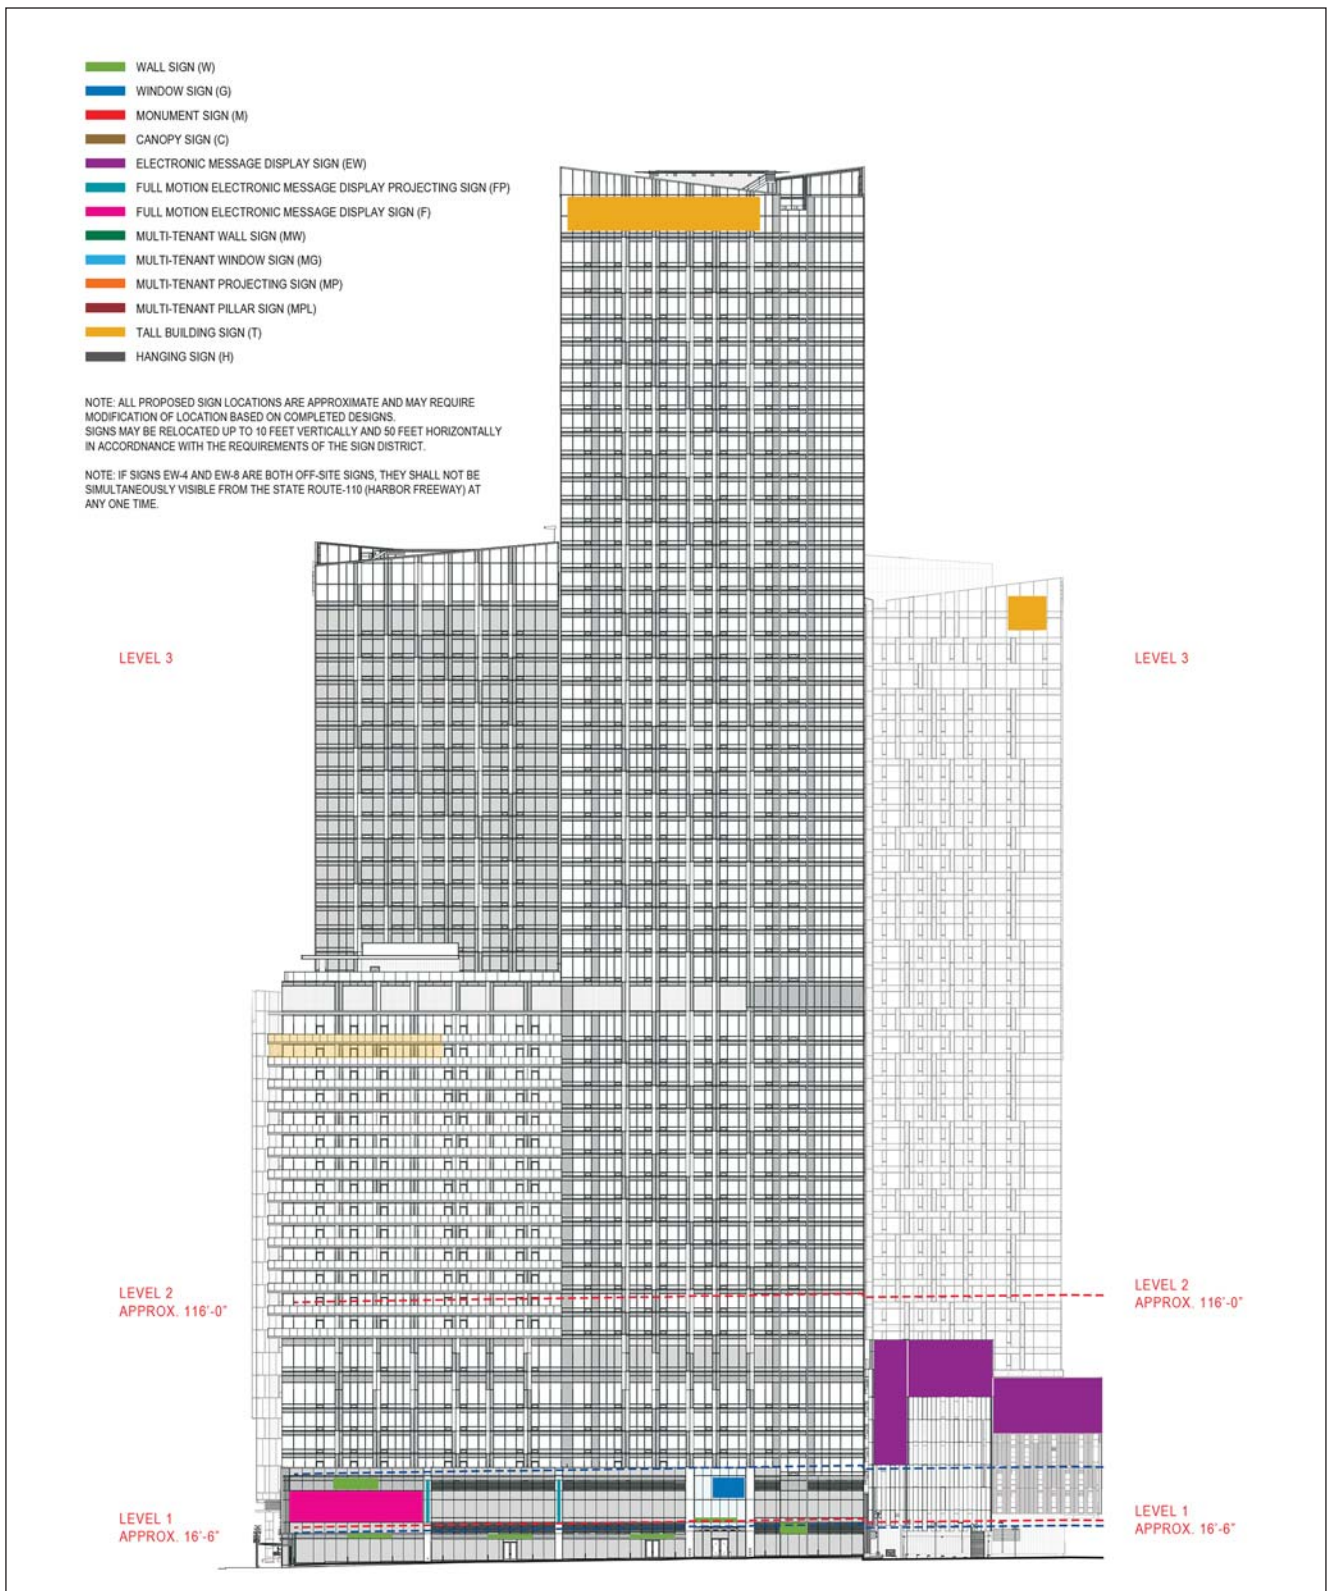 WALL SIGN (W)
WINDOW SIGN (G)
MONUMENT SIGN (M)
CANOPY SIGN (C)
ELECTRONIC MESSAGE DISPLAY SIGN (EW)
FULL MOTION ELECTRONIC MESSAGE DISPLAY PROJECTING SIGN (FP)
FULL MOTION ELECTRONIC MESSAGE DISPLAY SIGN (F)
MULTI-TENANT WALL SIGN (MW)
MULTI-TENANT WINDOW SIGN (MG)
MULTI-TENANT PROJECTING SIGN (MP)
MULTI-TENANT PILLAR SIGN (MPL)
TALL BUILDING SIGN (T)
HANGING SIGN (H)
NOTE: ALL PROPOSED SIGN LOCATIONS ARE APPROXIMATE AND MAY REQUIRE
MODIFICATION OF LOCATION BASED ON COMPLETED DESIGNS.
SIGNS MAY BE RELOCATED UP TO 10 FEET VERTICALLY AND 50 FEET HORIZONTALLY
IN ACCORDNANCE WITH THE REQUIREMENTS OF THE SIGN DISTRICT.
NOTE: IF SIGNS EW-4 AND EW-8 ARE BOTH OFF-SITE SIGNS, THEY SHALL NOT BE
SIMULTANEOUSLY VISIBLE FROM THE STATE ROUTE-110 (HARBOR FREEWAY) AT
ANY ONE TIME.
LEVEL 3
LEVEL 3
LEVEL 2
APPROX. 116'-0"
LEVEL 2
APPROX. 116'-0"
LEVEL 1
APPROX. 16'-6"
LEVEL 1
APPROX. 16'-6"